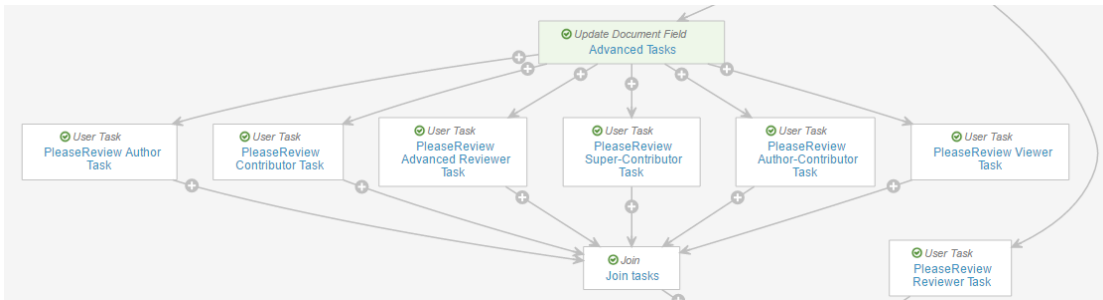 Update Document Field
Advanced Tasks
User Task
PleaseReview Author
Task
User Task
PleaseReview
Contributor Task
User Task
PleaseReview
Advanced Reviewer
Task
User Task
PleaseReview
Super-Contributor
Task
User Task
PleaseReview
Author-Contributor
Task
User Task
PleaseReview Viewer
Task
Join
Join tasks
User Task
PleaseReview
Reviewer Task